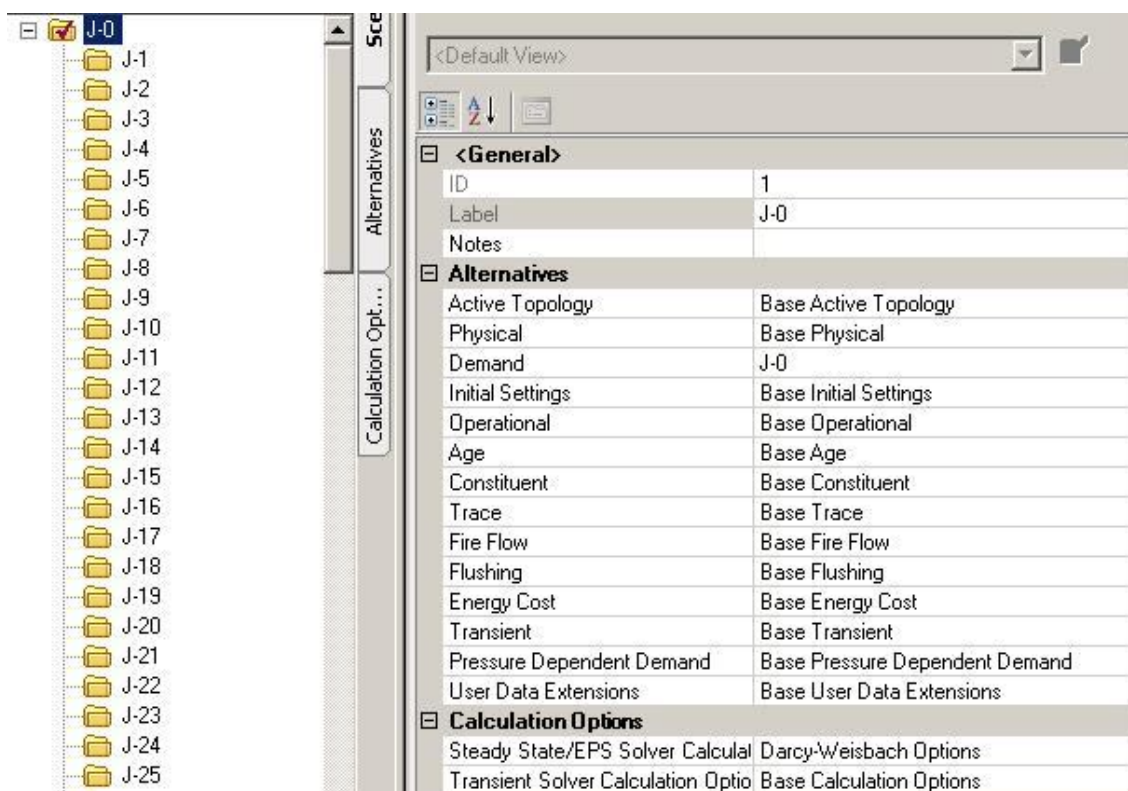 J-0
J-1
J-2
J-3
J-4
J-5
J-6
J-7
J-8
J-9
J-10
J-11
J-12
J-13
J-14
J-15
J-16
J-17
J-18
J-19
J-20
J-21
J-22
J-23
J-24
J-25
Sce
Alternatives
Calculation Opt...
<Default View>
<General>
ID 1
Label J-0
Notes
Alternatives
Active Topology Base Active Topology
Physical Base Physical
Demand J-0
Initial Settings Base Initial Settings
Operational Base Operational
Age Base Age
Constituent Base Constituent
Trace Base Trace
Fire Flow Base Fire Flow
Flushing Base Flushing
Energy Cost Base Energy Cost
Transient Base Transient
Pressure Dependent Demand Base Pressure Dependent Demand
User Data Extensions Base User Data Extensions
Calculation Options
Steady State/EPS Solver Calculat Darcy-Weisbach Options
Transient Solver Calculation Optio Base Calculation Options